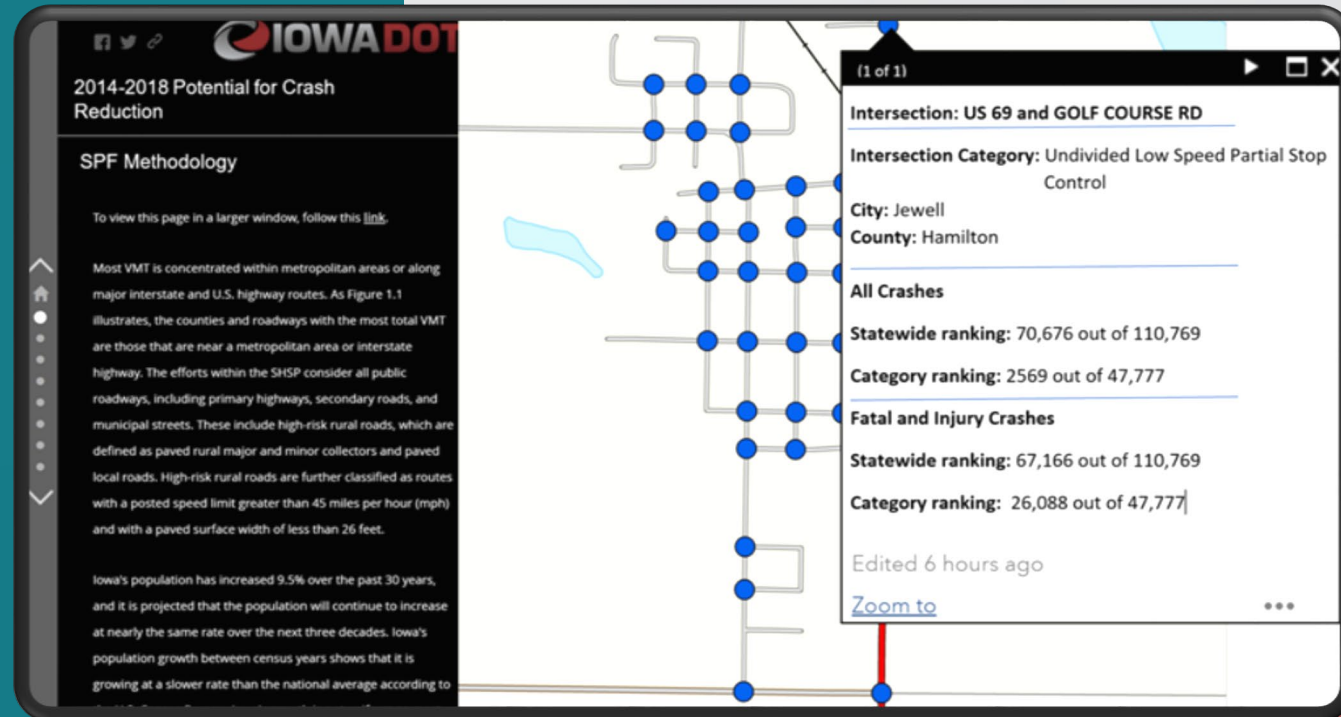 IOWADOT
2014-2018 Potential for Crash
Reduction
SPF Methodology
To view this page in a larger window, follow this link.
Most VMT is concentrated within metropolitan areas or along
major interstate and U.S. highway routes. As Figure 1.1
illustrates, the counties and roadways with the most total VMT
are those that are near a metropolitan area or interstate
highway. The efforts within the SHSP consider all public
roadways, including primary highways, secondary roads, and
municipal streets. These include high-risk rural roads, which are
defined as paved rural major and minor collectors and paved
local roads. High-risk rural roads are further classified as routes
with a posted speed limit greater than 45 miles per hour (mph)
and with a paved surface width of less than 26 feet.
Iowa's population has increased 9.5% over the past 30 years,
and it is projected that the population will continue to increase
at nearly the same rate over the next three decades. Iowa's
population growth between census years shows that it is
growing at a slower rate than the national average according to
(1 of 1)
Intersection: US 69 and GOLF COURSE RD
Intersection Category: Undivided Low Speed Partial Stop
Control
City: Jewell
County: Hamilton
All Crashes
Statewide ranking: 70,676 out of 110,769
Category ranking: 2569 out of 47,777
Fatal and Injury Crashes
Statewide ranking: 67,166 out of 110,769
Category ranking: 26,088 out of 47,777
Edited 6 hours ago
Zoom to